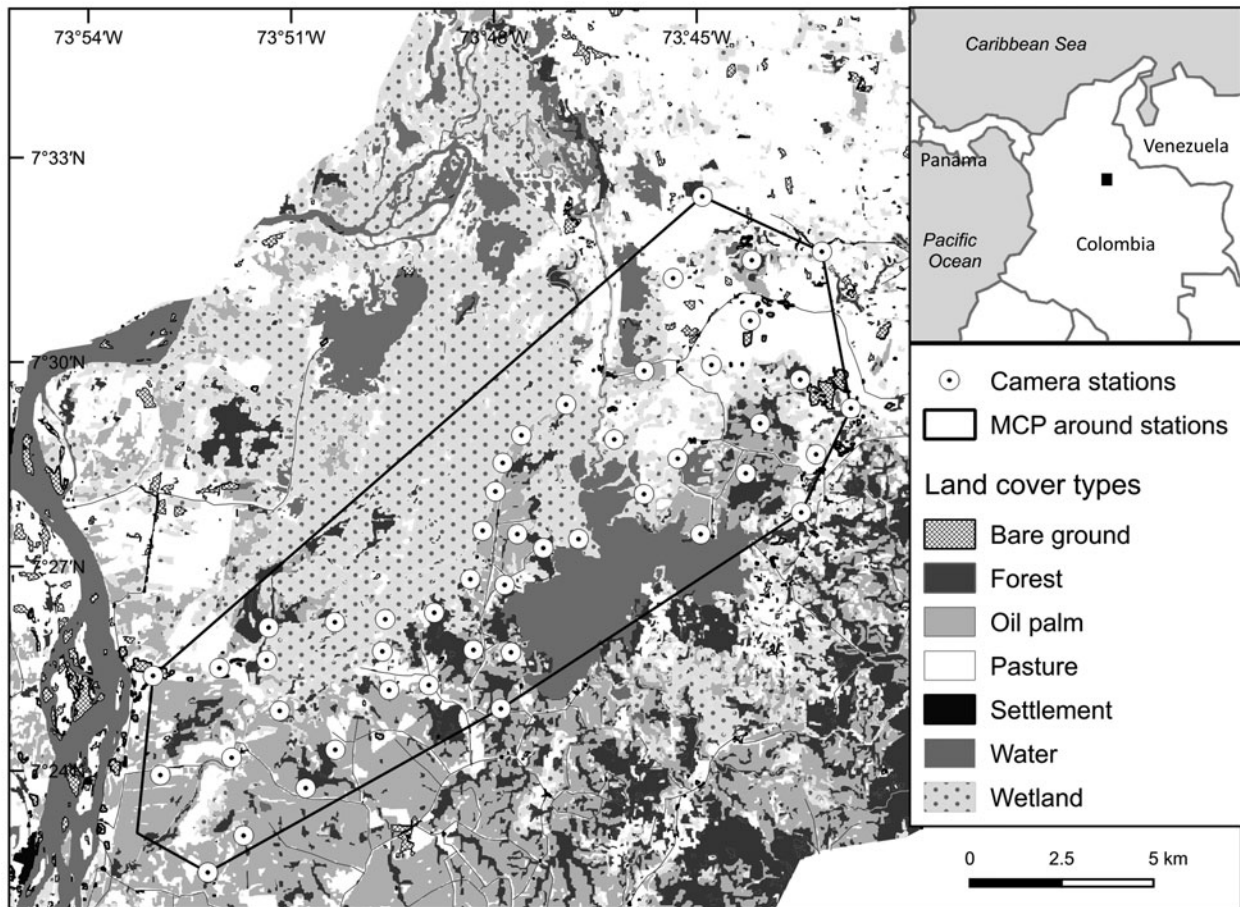 73°54′W
73°51′W
73°48′W
73°45′W
7°33′N
7°30′N
7°27′N
7°24′N
Caribbean Sea
Panama
Venezuela
Pacific
Ocean
Colombia
Camera stations
MCP around stations
Land cover types
Bare ground
Forest
Oil palm
Pasture
Settlement
Water
Wetland
0
2.5
5 km